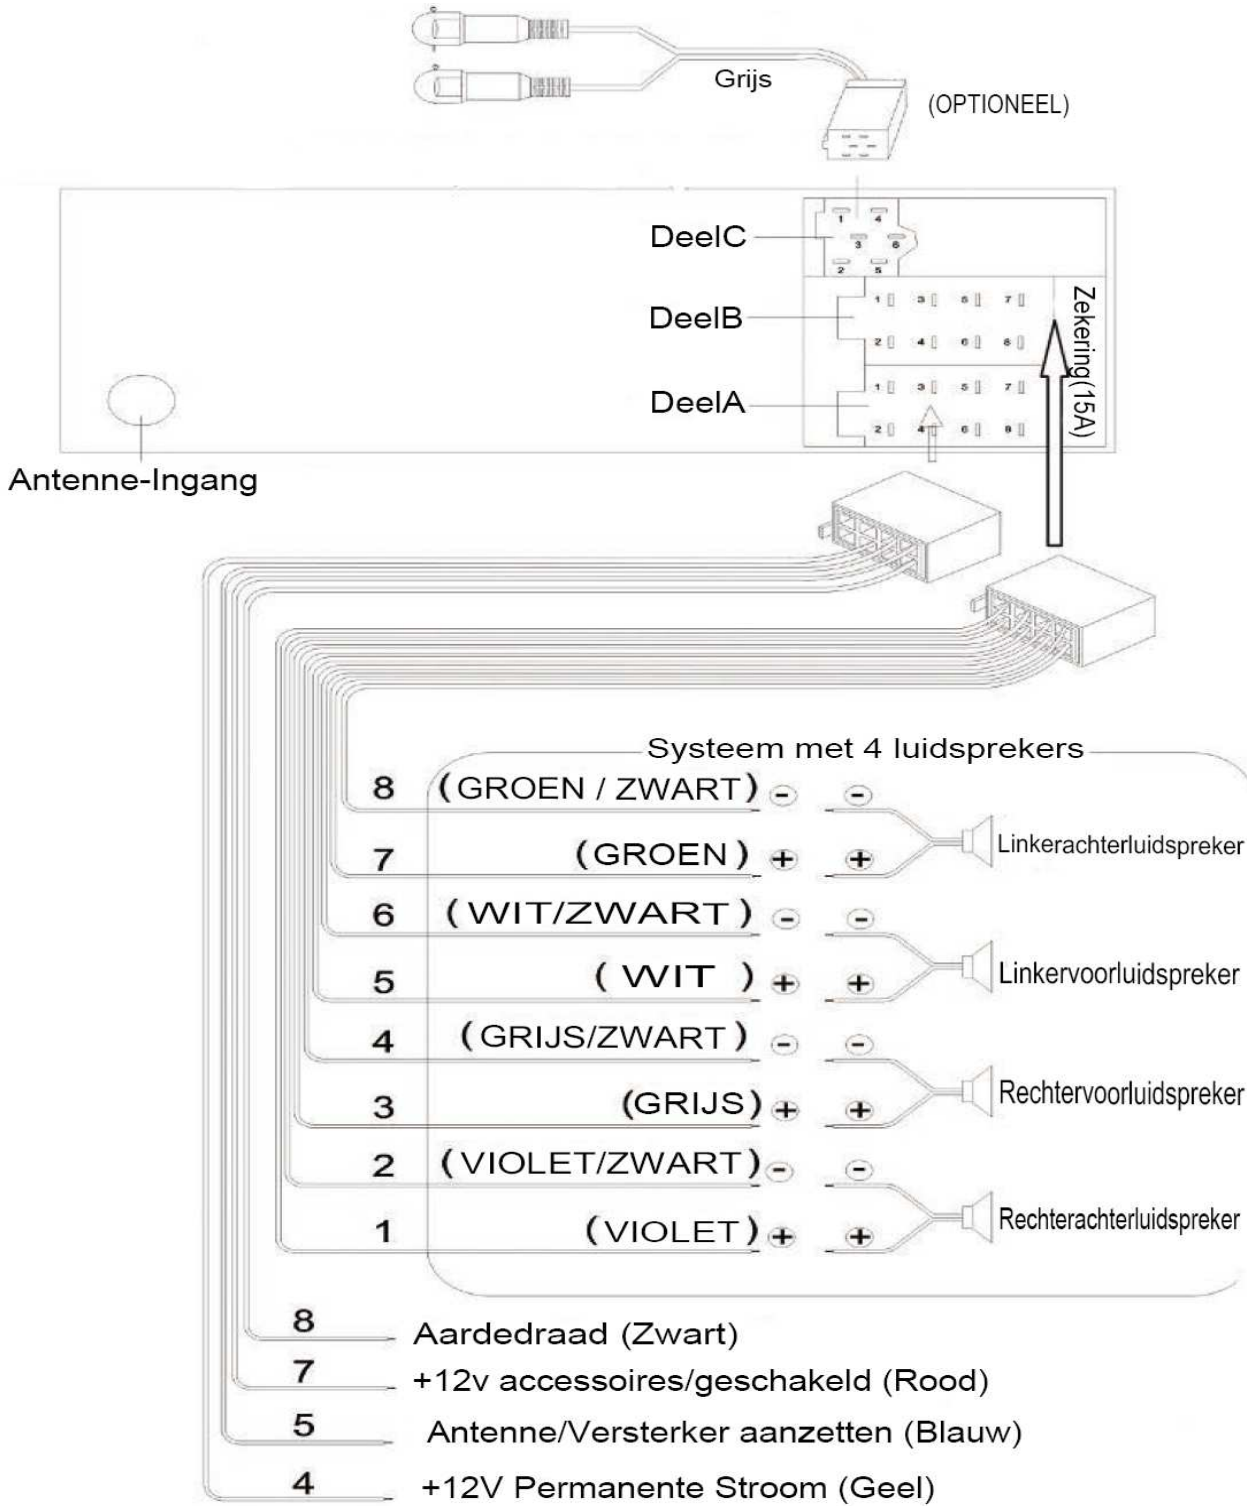 Grijs
(OPTIONEEL)
1 4
DeelC
3 6
2 5
DeelB
1 3 5 7
2 4 6 8
Zekering(15A)
DeelA
1 3 5 7
2 4 6 8
Antenne-Ingang
Systeem met 4 luidsprekers
8 (GROEN / ZWART) - -
Linkerachterluidspreker
7 (GROEN) + +
6 (WIT/ZWART) - -
Linkervoorluidspreker
5 ( WIT ) + +
4 (GRIJS/ZWART) - -
Rechtervoorluidspreker
3 (GRIJS) + +
2 (VIOLET/ZWART) - -
Rechterachterluidspreker
1 (VIOLET) + +
8 Aardedraad (Zwart)
7 +12v accessoires/geschakeld (Rood)
5 Antenne/Versterker aanzetten (Blauw)
4 +12V Permanente Stroom (Geel)